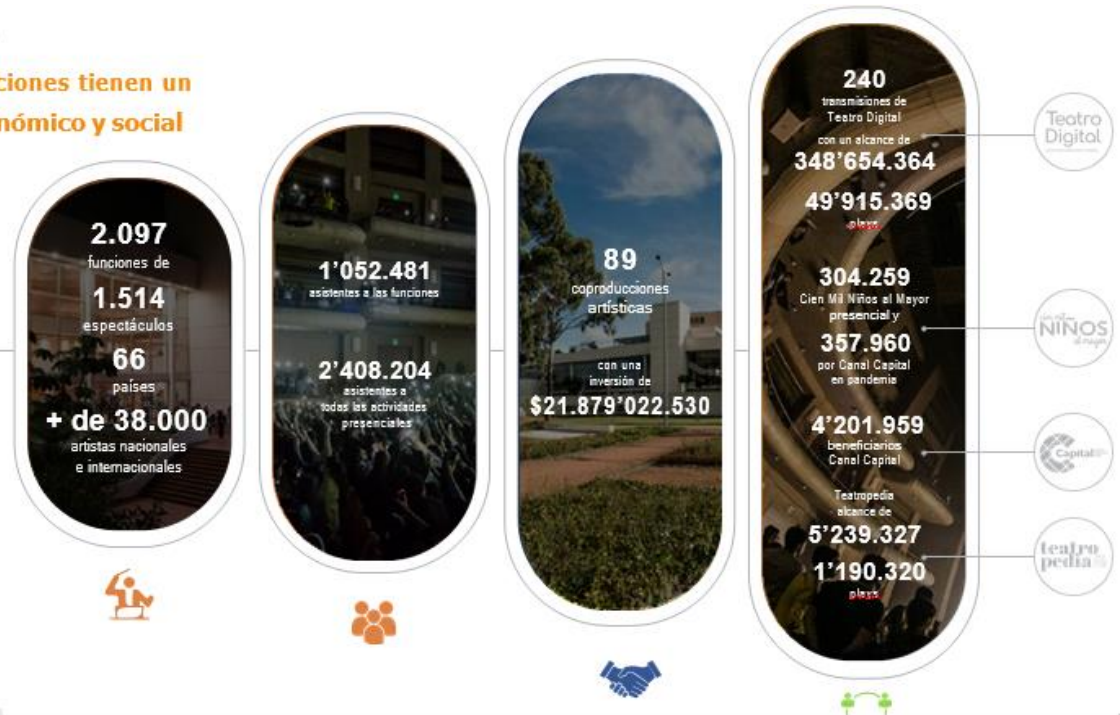 ciones tienen un
nómico y social
2.097
funciones de
1.514
espectáculos
66
países
+ de 38.000
artistas nacionales
e internacionales
1’052.481
asistentes a las funciones
2’408.204
asistentes a
todas las actividades
presenciales
89
coproducciones
artísticas
con una
inversión de
$21.879’022.530
240
transmisiones de
Teatro Digital
con un alcance de
348’654.364
49’915.369
plays
304.259
Cien Mil Niños al Mayor
presencial y
357.960
por Canal Capital
en pandemia
4’201.959
beneficiarios
Canal Capital
Teatropedia
alcance de
5’239.327
1’190.320
plays
Teatro
Digital
NIÑOS
al mayor
Capital
teatro
pedia